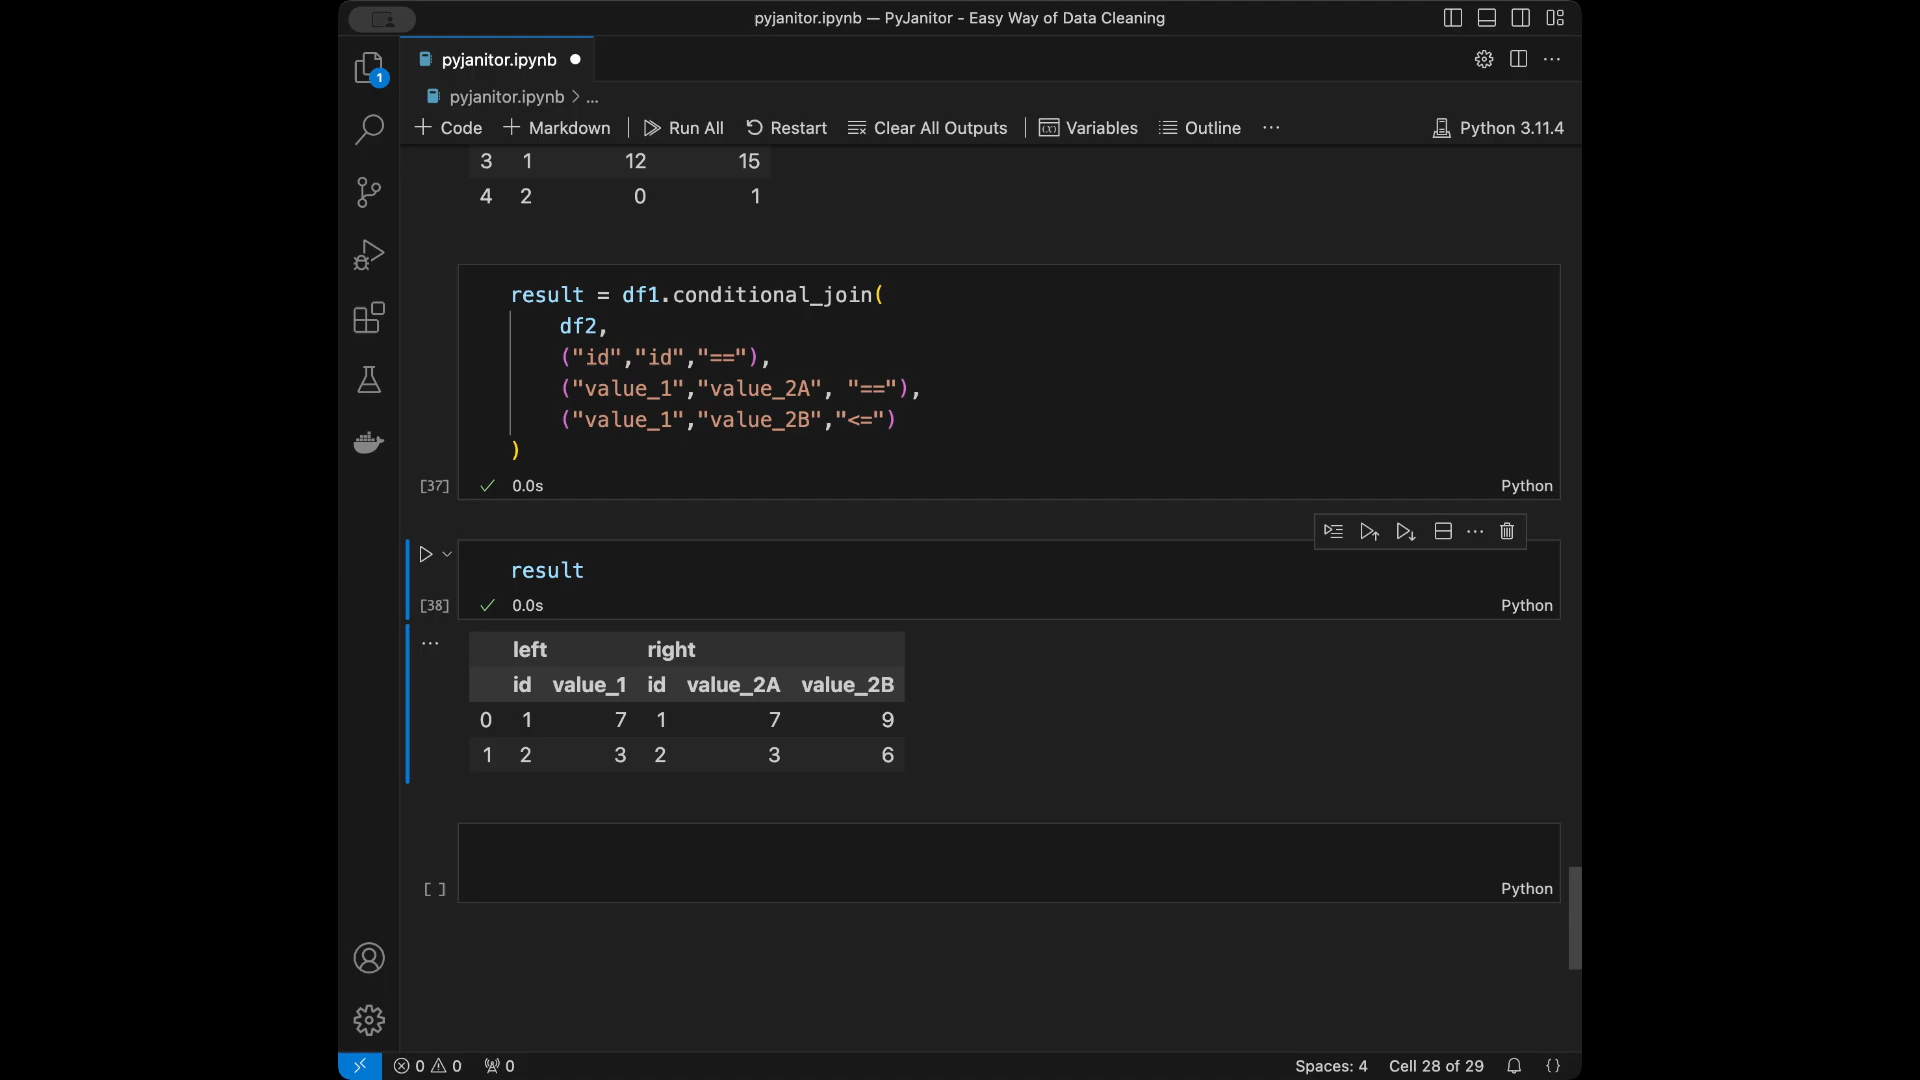 pyjanitor.ipynb — PyJanitor - Easy Way of Data Cleaning
1
pyjanitor.ipynb
pyjanitor.ipynb > ...
Code Markdown Run All Restart Clear All Outputs Variables Outline ... Python 3.11.4
3 1 12 15
4 2 0 1
result = df1.conditional_join(
df2,
("id","id","=="),
("value_1","value_2A", "=="),
("value_1","value_2B","<=")
)
[37] 0.0s Python
result
[38] 0.0s Python
left right
id value_1 id value_2A value_2B
0 1 7 1 7 9
1 2 3 2 3 6
[ ] Python
0 0 0 Spaces: 4 Cell 28 of 29